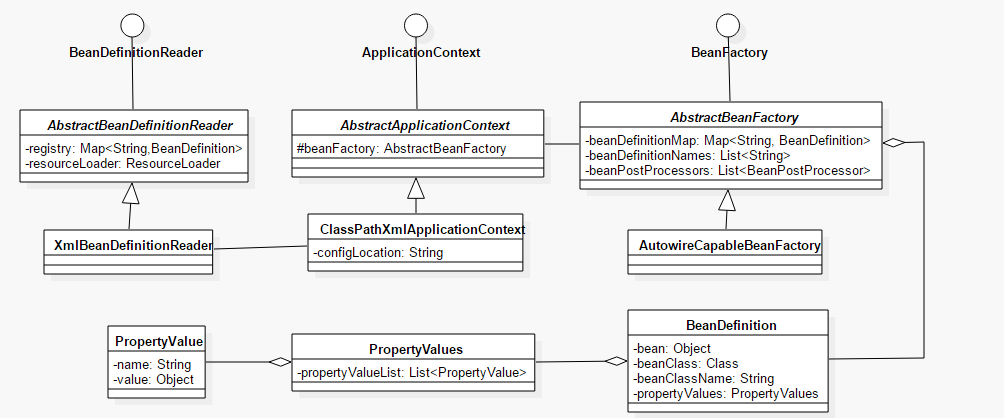 BeanDefinitionReader
ApplicationContext
BeanFactory
AbstractBeanDefinitionReader
-registry: Map<String,BeanDefinition>
-resourceLoader: ResourceLoader
AbstractApplicationContext
#beanFactory: AbstractBeanFactory
AbstractBeanFactory
-beanDefinitionMap: Map<String, BeanDefinition>
-beanDefinitionNames: List<String>
-beanPostProcessors: List<BeanPostProcessor>
XmlBeanDefinitionReader
ClassPathXmlApplicationContext
-configLocation: String
AutowireCapableBeanFactory
PropertyValue
-name: String
-value: Object
PropertyValues
-propertyValueList: List<PropertyValue>
BeanDefinition
-bean: Object
-beanClass: Class
-beanClassName: String
-propertyValues: PropertyValues